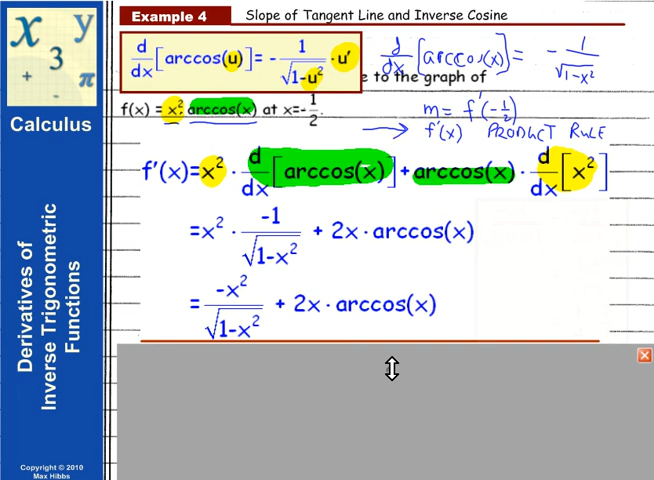 x y
3
+ π
Calculus
Derivatives of
Inverse Trigonometric
Functions
Copyright © 2010
Max Hibbs
Example 4 Slope of Tangent Line and Inverse Cosine
d/dx [arccos(u)] = - 1/√(1-u²) · u'
d/dx [arccos(x)] = - 1/√(1-x²)
e to the graph of
f(x) = x² arccos(x) at x=-1/2.
m = f'(-1/2)
→ f'(x) PRODUCT RULE
f'(x)=x² · d/dx [arccos(x)] + arccos(x) · d/dx [x²]
=x² · -1/√(1-x²) + 2x · arccos(x)
= -x²/√(1-x²) + 2x · arccos(x)